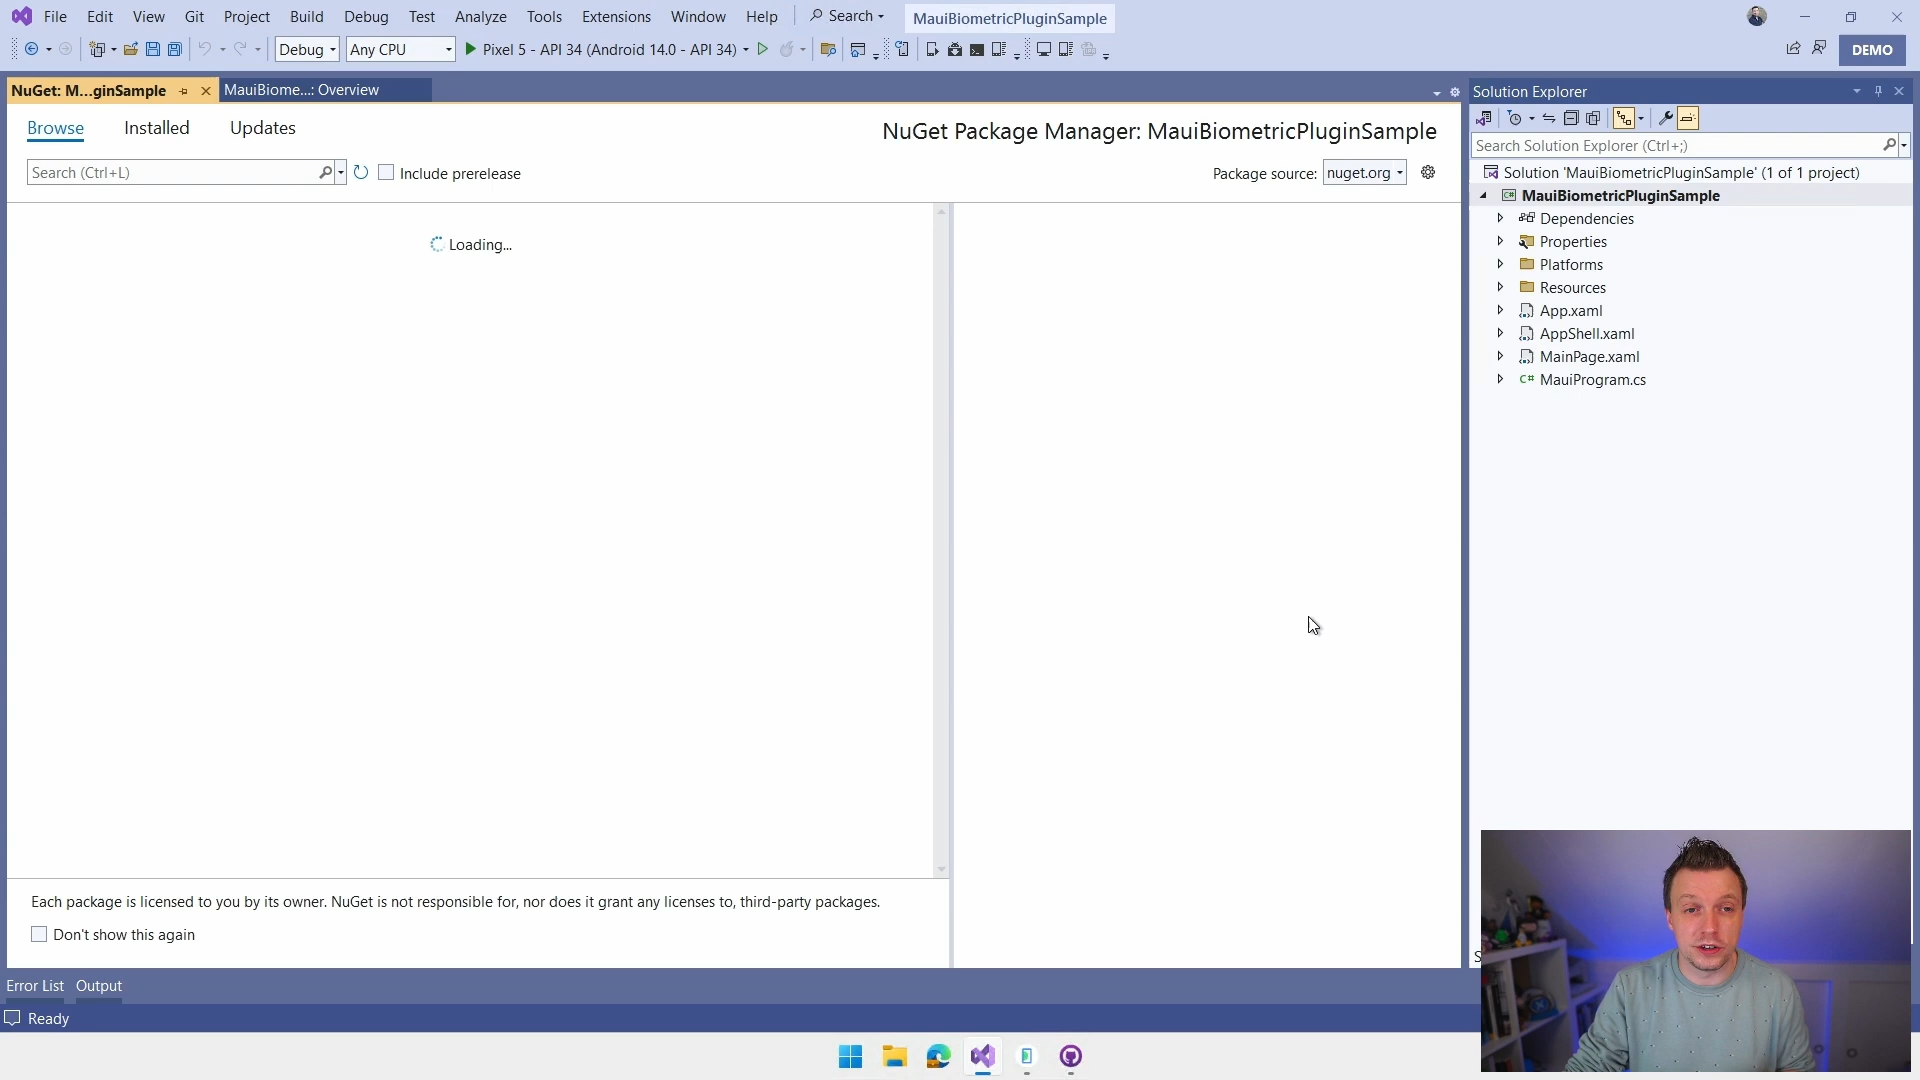 File Edit View Git Project Build Debug Test Analyze Tools Extensions Window Help Search MauiBiometricPluginSample
Debug Any CPU Pixel 5 - API 34 (Android 14.0 - API 34) DEMO
NuGet: M...ginSample MauiBiome...: Overview
Browse Installed Updates
NuGet Package Manager: MauiBiometricPluginSample
Search (Ctrl+L) Include prerelease Package source: nuget.org
Loading...
Each package is licensed to you by its owner. NuGet is not responsible for, nor does it grant any licenses to, third-party packages.
Don't show this again
Solution Explorer
Search Solution Explorer (Ctrl+;)
Solution 'MauiBiometricPluginSample' (1 of 1 project)
C# MauiBiometricPluginSample
Dependencies
Properties
Platforms
Resources
App.xaml
AppShell.xaml
MainPage.xaml
C# MauiProgram.cs
Error List Output
Ready